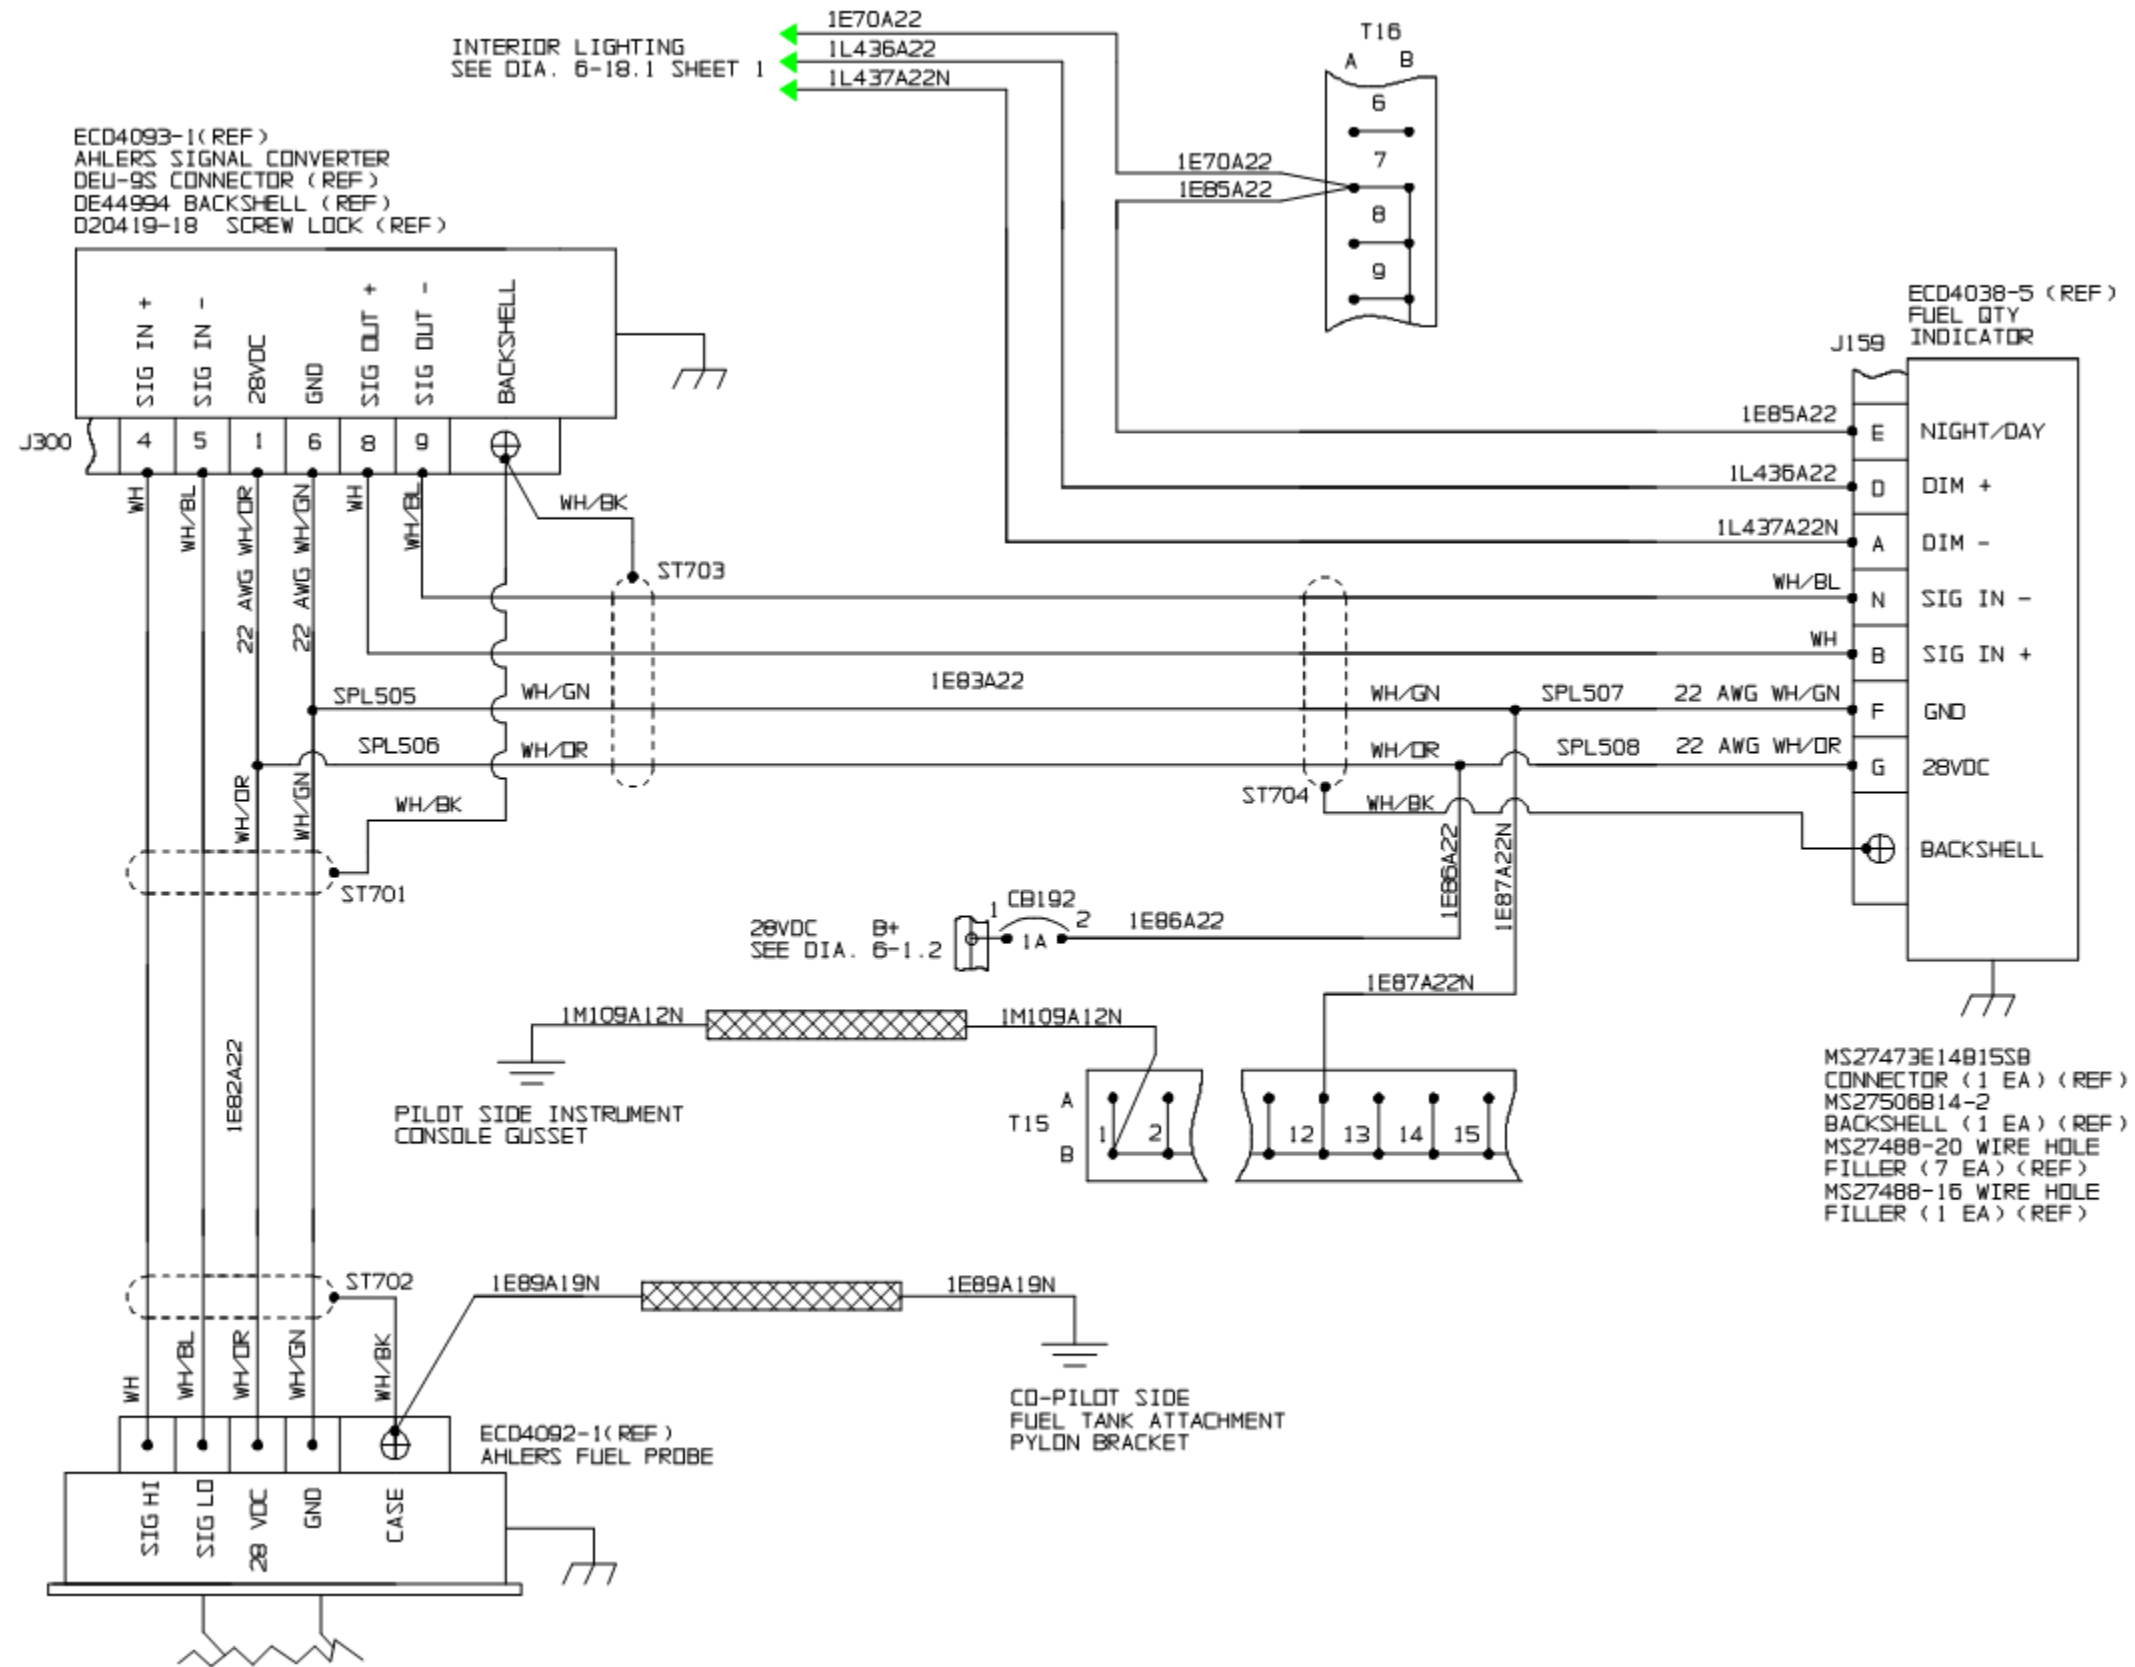 1E70A22
INTERIOR LIGHTING
SEE DIA. 6-18.1 SHEET 1
1L436A22
1L437A22N
T16
A B
6
7
8
9
1E70A22
1E85A22
ECD4093-1(REF)
AHLERS SIGNAL CONVERTER
DEU-9S CONNECTOR (REF)
DE44994 BACKSHELL (REF)
D20419-18 SCREW LOCK (REF)
SIG IN +
SIG IN -
28VDC
GND
SIG OUT +
SIG OUT -
BACKSHELL
J300
4 5 1 6 8 9
WH
WH/BL
22 AWG WH/OR
22 AWG WH/GN
WH
WH/BL
WH/BK
ST703
ECD4038-5 (REF)
FUEL QTY
INDICATOR
J159
1E85A22 E NIGHT/DAY
1L436A22 D DIM +
1L437A22N A DIM -
WH/BL N SIG IN -
WH B SIG IN +
1E83A22
SPL505 WH/GN WH/GN SPL507 22 AWG WH/GN F GND
SPL506 WH/OR WH/OR SPL508 22 AWG WH/OR G 28VDC
WH/OR
WH/GN
WH/BK
ST701
ST704
WH/BK
BACKSHELL
1E86A22
1E87A22N
28VDC B+
SEE DIA. 6-1.2
1 CB192 2
1A
1E86A22
1E87A22N
1M109A12N
1M109A12N
PILOT SIDE INSTRUMENT
CONSOLE GUSSET
T15
A
B
1 2 12 13 14 15
MS27473E14B15SB
CONNECTOR (1 EA) (REF)
MS27506B14-2
BACKSHELL (1 EA) (REF)
MS27488-20 WIRE HOLE
FILLER (7 EA) (REF)
MS27488-16 WIRE HOLE
FILLER (1 EA) (REF)
1E82A22
ST702
1E89A19N
1E89A19N
CO-PILOT SIDE
FUEL TANK ATTACHMENT
PYLON BRACKET
WH
WH/BL
WH/OR
WH/GN
WH/BK
ECD4092-1(REF)
AHLERS FUEL PROBE
SIG HI
SIG LO
28 VDC
GND
CASE